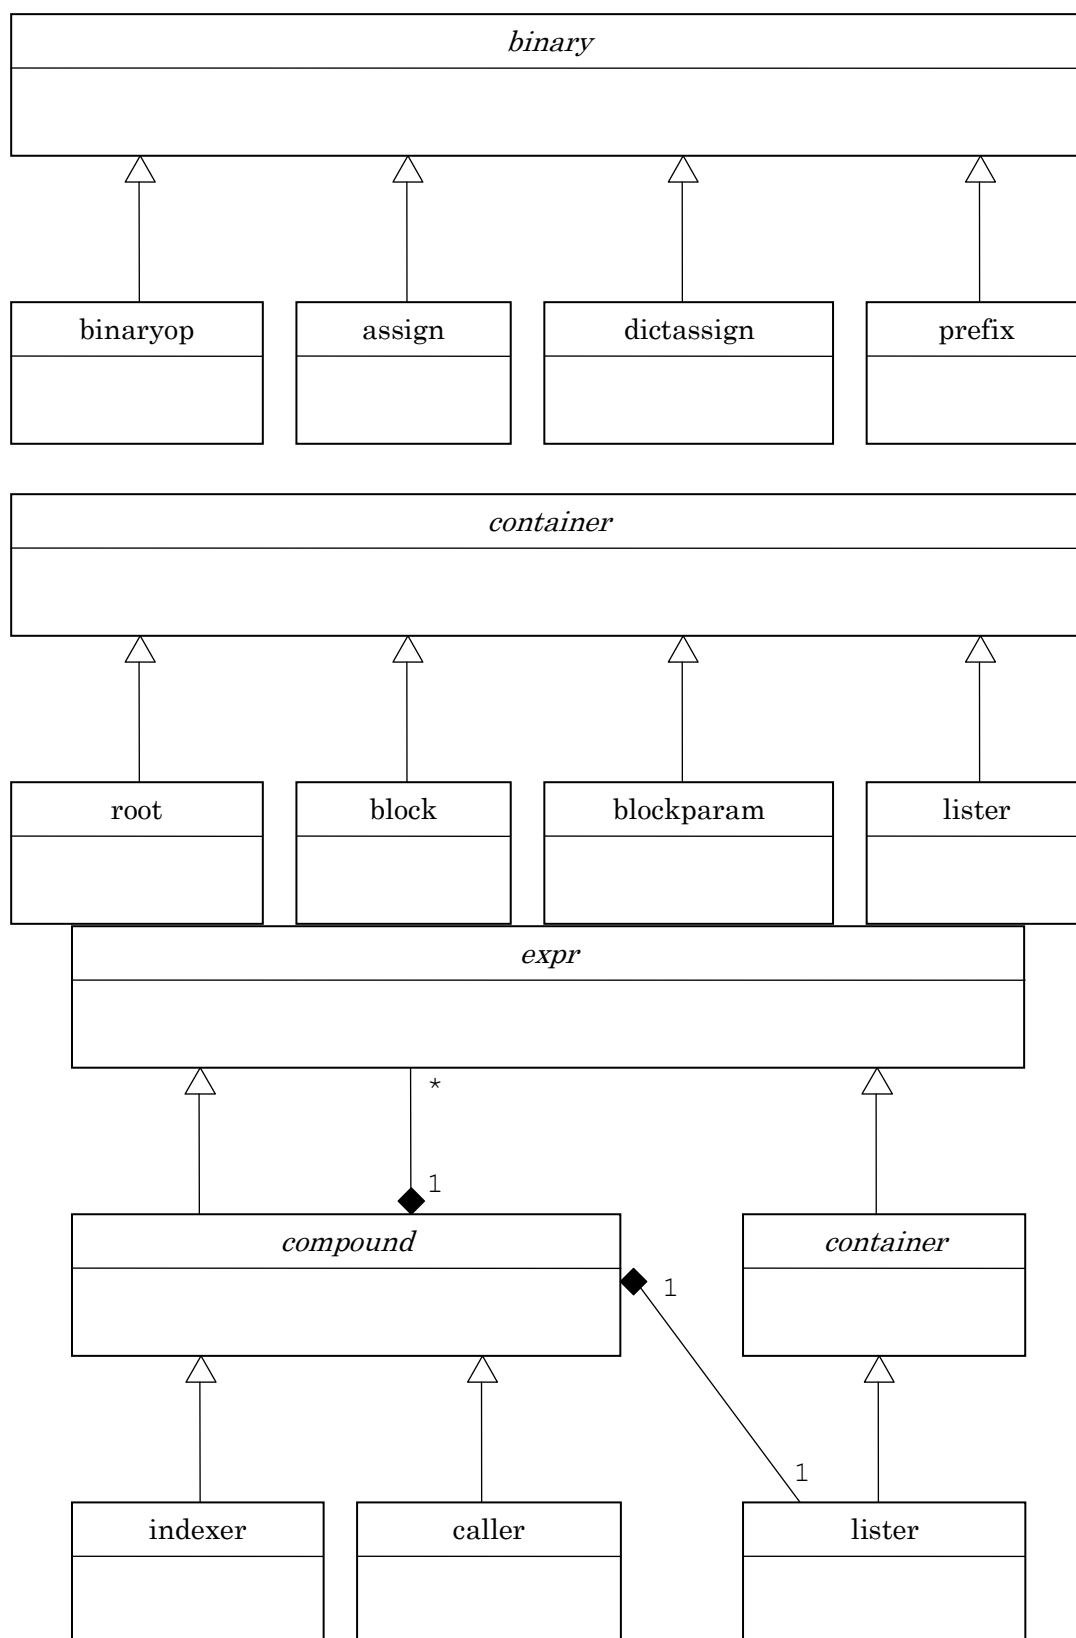 binary
binaryop assign dictassign prefix
container
root block blockparam lister
expr
*
1
compound container
1
1
indexer caller lister